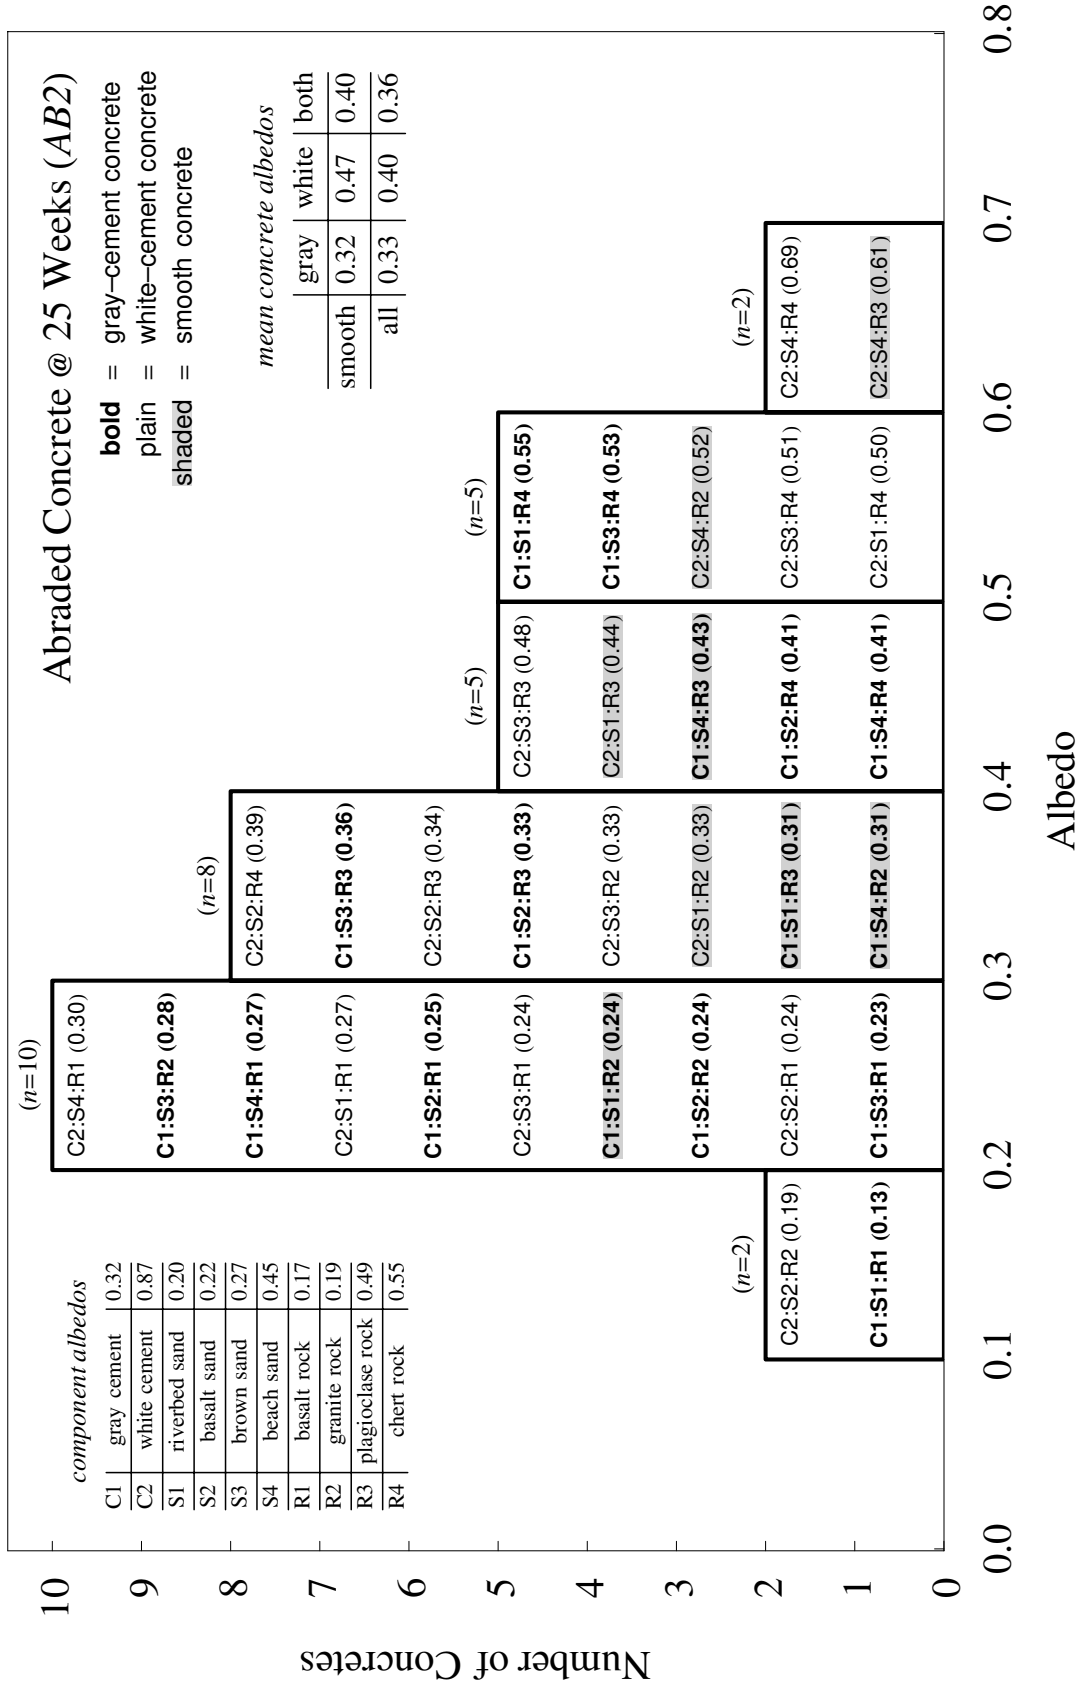 Abraded Concrete @ 25 Weeks (AB2)
bold = gray−cement concrete
plain = white−cement concrete
shaded = smooth concrete
mean concrete albedos
gray white both
smooth 0.32 0.47 0.40
all 0.33 0.40 0.36
component albedos
C1 gray cement 0.32
C2 white cement 0.87
S1 riverbed sand 0.20
S2 basalt sand 0.22
S3 brown sand 0.27
S4 beach sand 0.45
R1 basalt rock 0.17
R2 granite rock 0.19
R3 plagioclase rock 0.49
R4 chert rock 0.55
(n=2)
C2:S2:R2 (0.19)
C1:S1:R1 (0.13)
(n=10)
C2:S4:R1 (0.30)
C1:S3:R2 (0.28)
C1:S4:R1 (0.27)
C2:S1:R1 (0.27)
C1:S2:R1 (0.25)
C2:S3:R1 (0.24)
C1:S1:R2 (0.24)
C1:S2:R2 (0.24)
C2:S2:R1 (0.24)
C1:S3:R1 (0.23)
(n=8)
C2:S2:R4 (0.39)
C1:S3:R3 (0.36)
C2:S2:R3 (0.34)
C1:S2:R3 (0.33)
C2:S3:R2 (0.33)
C2:S1:R2 (0.33)
C1:S1:R3 (0.31)
C1:S4:R2 (0.31)
(n=5)
C2:S3:R3 (0.48)
C2:S1:R3 (0.44)
C1:S4:R3 (0.43)
C1:S2:R4 (0.41)
C1:S4:R4 (0.41)
(n=5)
C1:S1:R4 (0.55)
C1:S3:R4 (0.53)
C2:S4:R2 (0.52)
C2:S3:R4 (0.51)
C2:S1:R4 (0.50)
(n=2)
C2:S4:R4 (0.69)
C2:S4:R3 (0.61)
10
9
8
7
6
5
4
3
2
1
0
Number of Concretes
0.0 0.1 0.2 0.3 0.4 0.5 0.6 0.7 0.8
Albedo